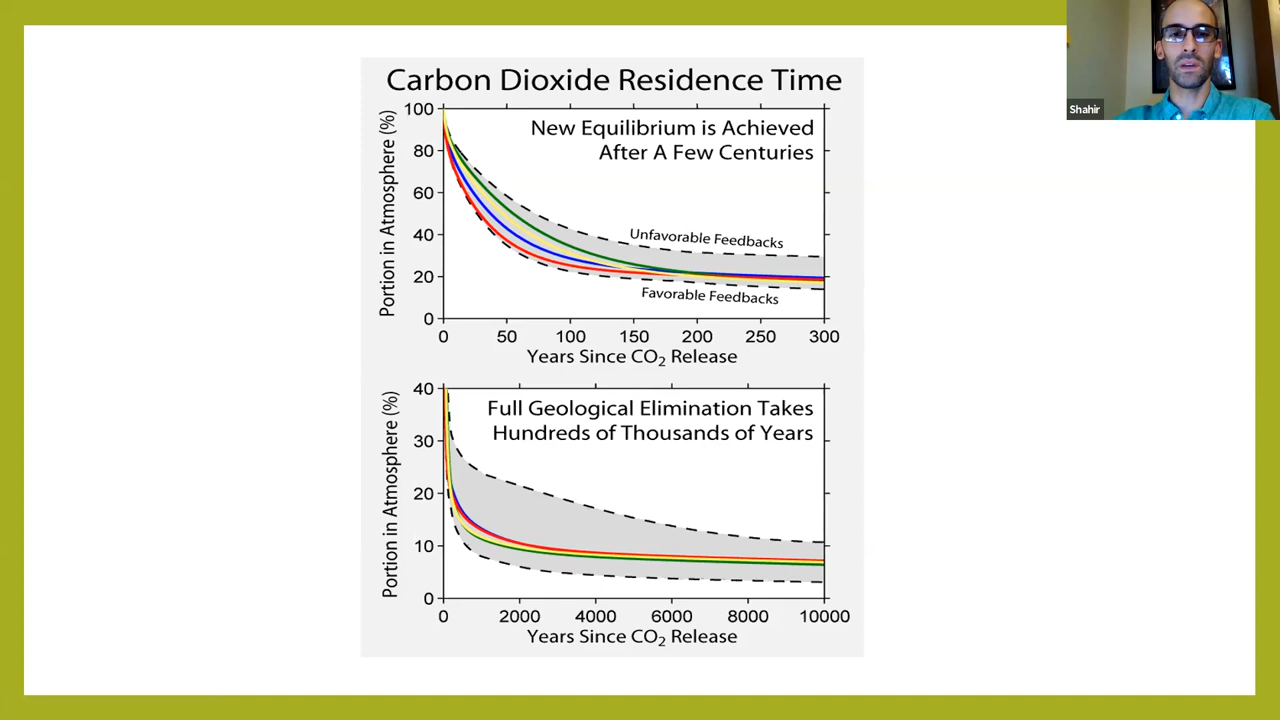 Carbon Dioxide Residence Time
New Equilibrium is Achieved
After A Few Centuries
Portion in Atmosphere (%)
100
80
60
40
20
0
Unfavorable Feedbacks
Favorable Feedbacks
0 50 100 150 200 250 300
Years Since CO₂ Release
Full Geological Elimination Takes
Hundreds of Thousands of Years
Portion in Atmosphere (%)
40
30
20
10
0
0 2000 4000 6000 8000 10000
Years Since CO₂ Release
Shahir